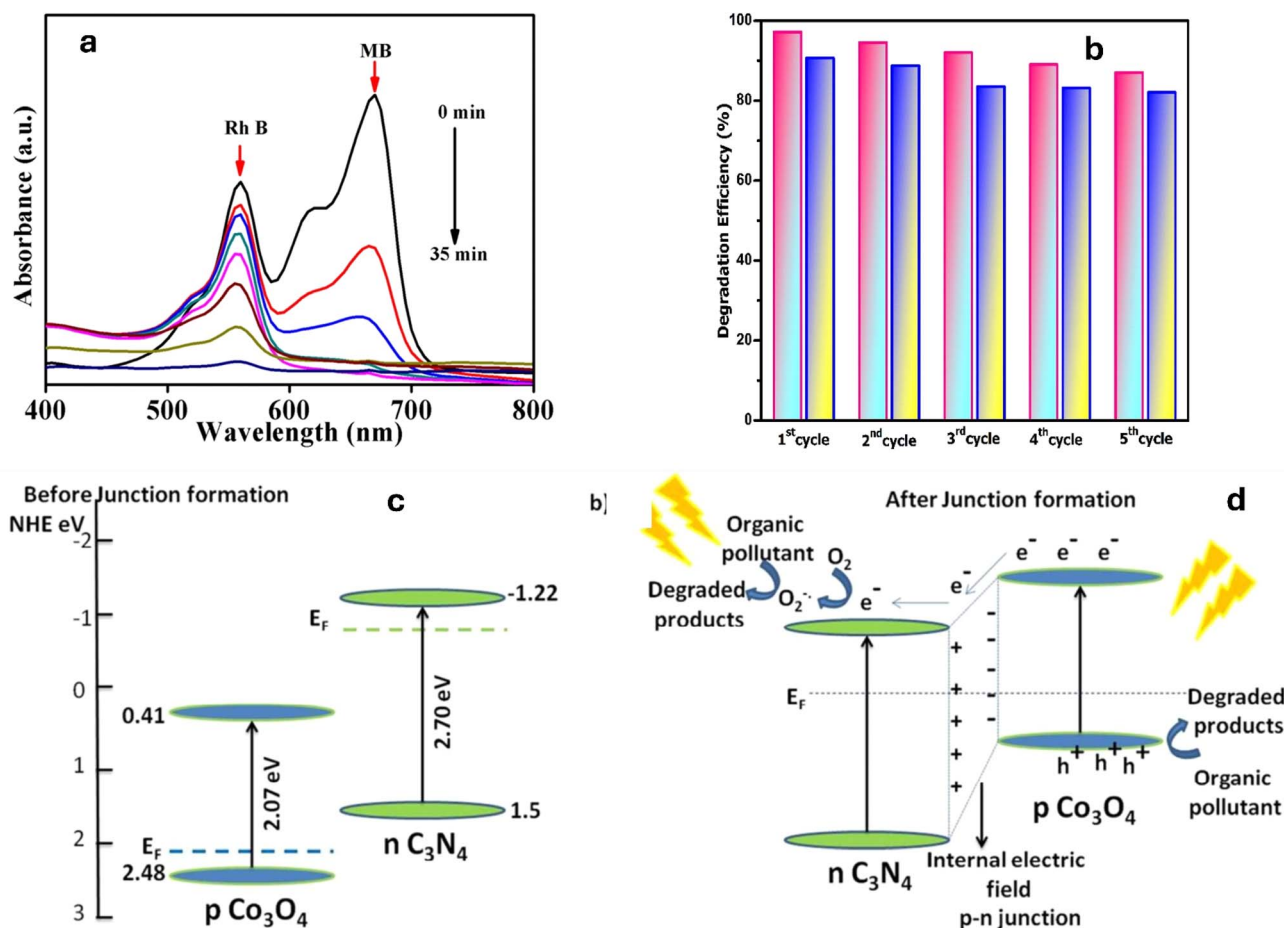 a
MB
Rh B
0 min
35 min
Absorbance (a.u.)
400 500 600 700 800
Wavelength (nm)
b
100
80
60
40
20
0
Degradation Efficiency (%)
1st cycle 2nd cycle 3rd cycle 4th cycle 5th cycle
Before Junction formation
c
NHE eV
-2
-1
0
1
2
3
-1.22
EF
2.70 eV
0.41
2.07 eV
1.5
n C3N4
EF
2.48
p Co3O4
b)
After Junction formation
d
Organic
pollutant
O2
Degraded
products
O2-.
e-
e-
e- e- e-
+
+
+
+
+
-
-
-
-
-
EF
Degraded
products
h+ h+ h+
Organic
pollutant
p Co3O4
n C3N4
Internal electric
field
p-n junction